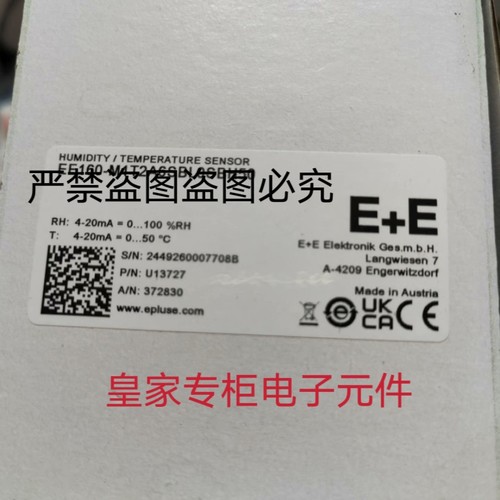 HUMIDITY / TEMPERATURE SENSOR
严禁盗图盗图必究
RH: 4-20mA = 0...100 %RH
T: 4-20mA = 0...50 °C
S/N: 2449260007708B
P/N: U13727
A/N: 372830
www.epluse.com
E+E
E+E Elektronik Ges.m.b.H.
Langwiesen 7
A-4209 Engerwitzdorf
Made in Austria
UK
CA
CE
皇家专柜电子元件